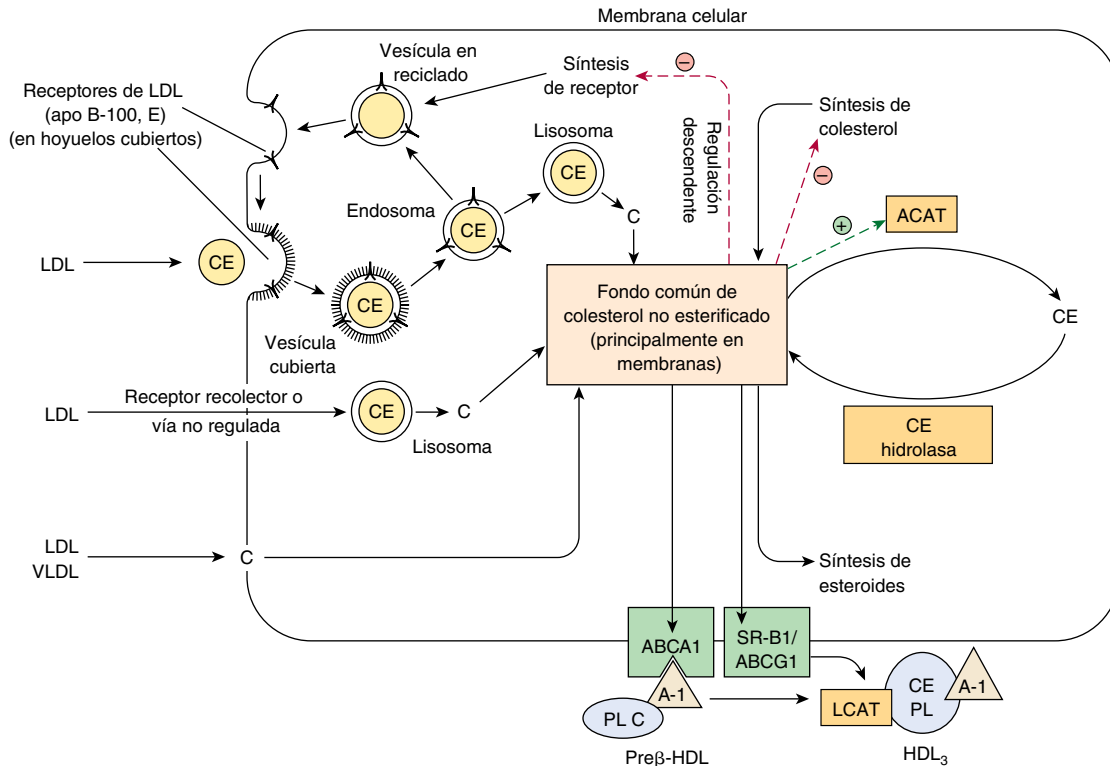 Membrana celular
Vesícula en
reciclado
Síntesis
de receptor
−
Síntesis de
colesterol
Receptores de LDL
(apo B-100, E)
(en hoyuelos cubiertos)
Lisosoma
CE
C
Regulación
descendente
−
+
ACAT
Endosoma
CE
LDL
CE
CE
Vesícula
cubierta
Fondo común de
colesterol no esterificado
(principalmente en
membranas)
CE
LDL
Receptor recolector o
vía no regulada
CE
C
Lisosoma
CE
hidrolasa
LDL
VLDL
C
Síntesis de
esteroides
ABCA1
SR-B1/
ABCG1
A-1
PL C
Preβ-HDL
LCAT
CE
PL
A-1
HDL₃